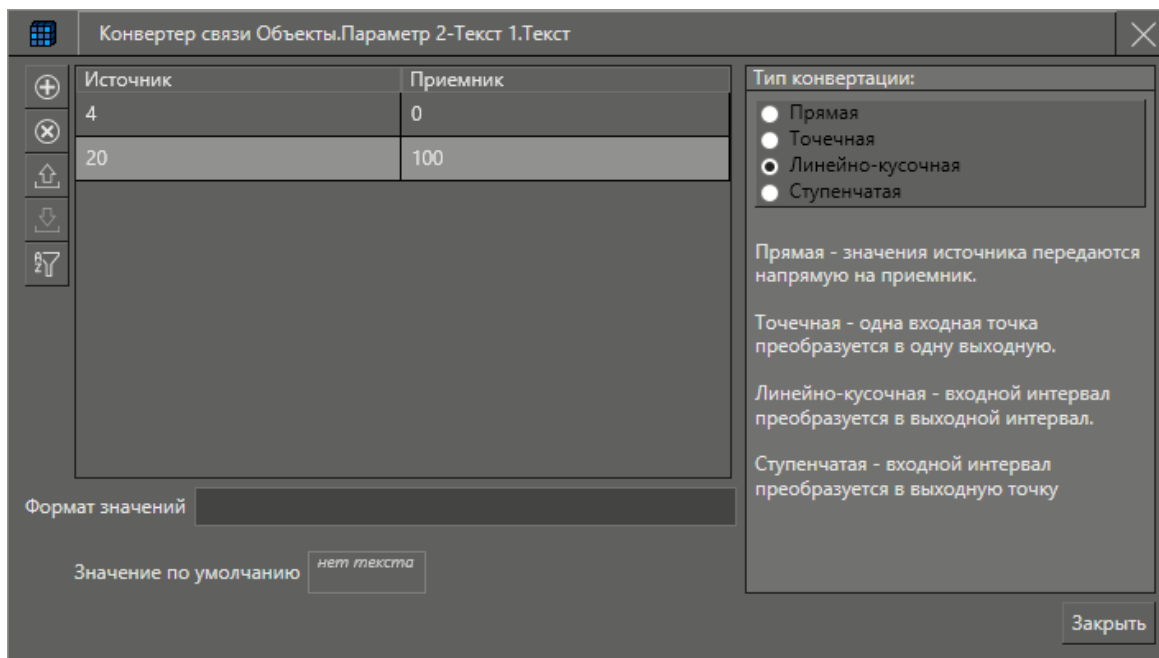 Конвертер связи Объекты.Параметр 2-Текст 1.Текст
Источник Приемник
4 0
20 100
Формат значений
Значение по умолчанию нет текста
Тип конвертации:
Прямая
Точечная
Линейно-кусочная
Ступенчатая
Прямая - значения источника передаются
напрямую на приемник.
Точечная - одна входная точка
преобразуется в одну выходную.
Линейно-кусочная - входной интервал
преобразуется в выходной интервал.
Ступенчатая - входной интервал
преобразуется в выходную точку
Закрыть